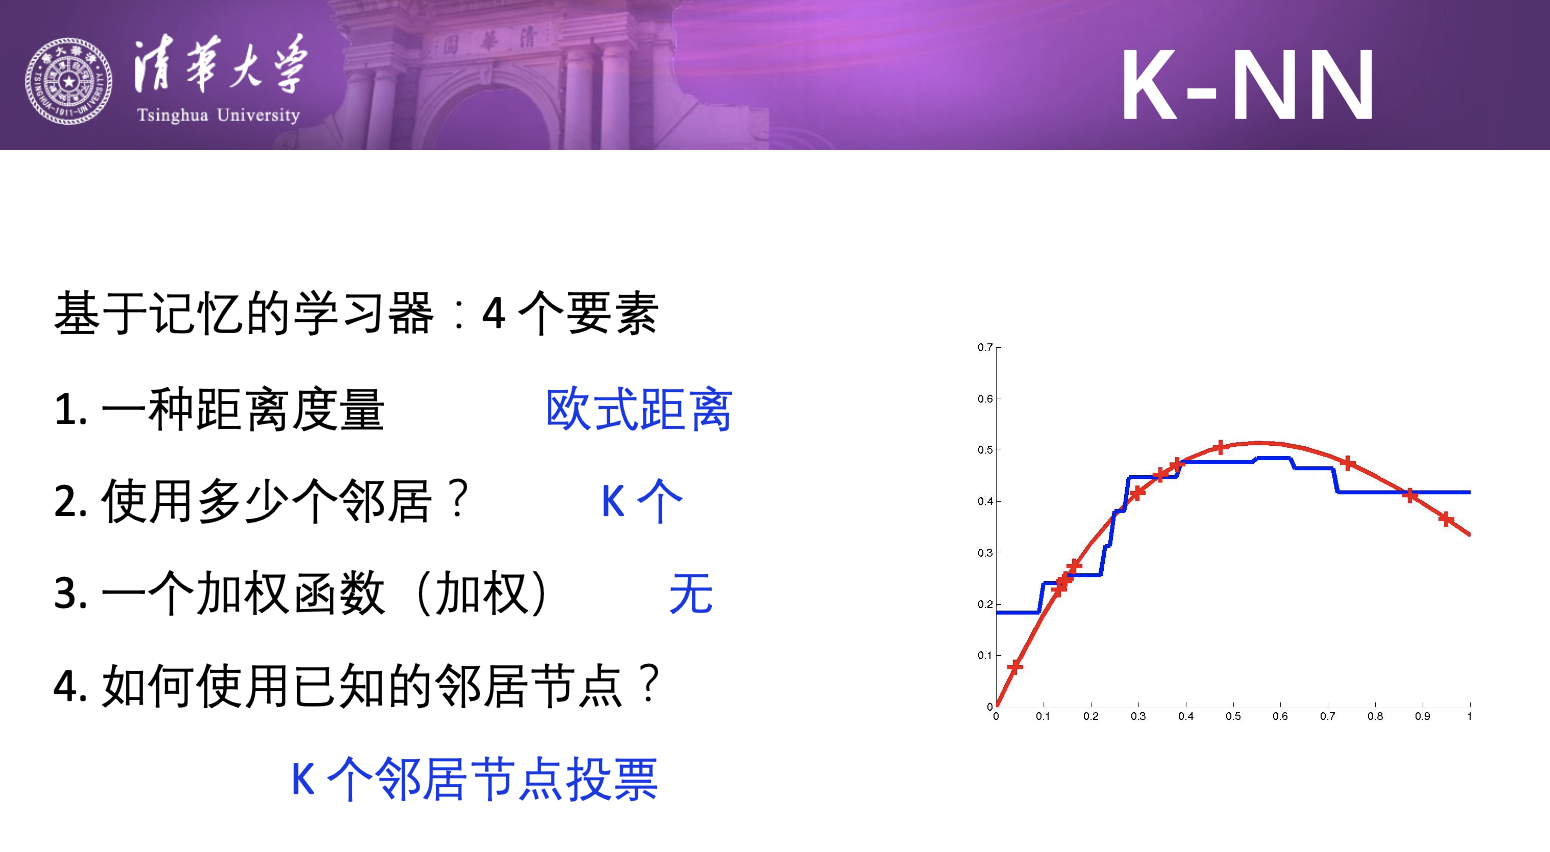 清華大学
Tsinghua University
清華園
K-NN
基于记忆的学习器：4 个要素
1. 一种距离度量 欧式距离
2. 使用多少个邻居？ K 个
3. 一个加权函数（加权） 无
4. 如何使用已知的邻居节点？
K 个邻居节点投票
0.7
0.6
0.5
0.4
0.3
0.2
0.1
0
0 0.1 0.2 0.3 0.4 0.5 0.6 0.7 0.8 0.9 1